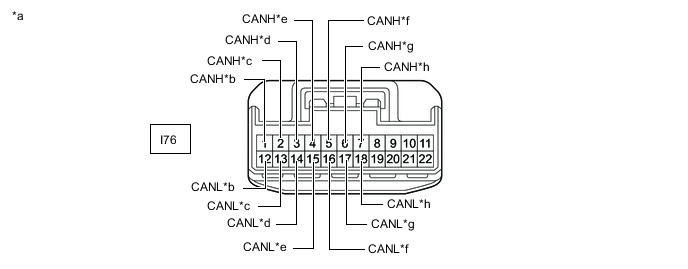 *a
CANH*e
CANH*f
CANH*d
CANH*g
CANH*c
CANH*h
CANH*b
I76
1 2 3 4 5 6 7 8 9 10 11
12 13 14 15 16 17 18 19 20 21 22
CANL*b
CANL*c
CANL*h
CANL*d
CANL*g
CANL*e
CANL*f